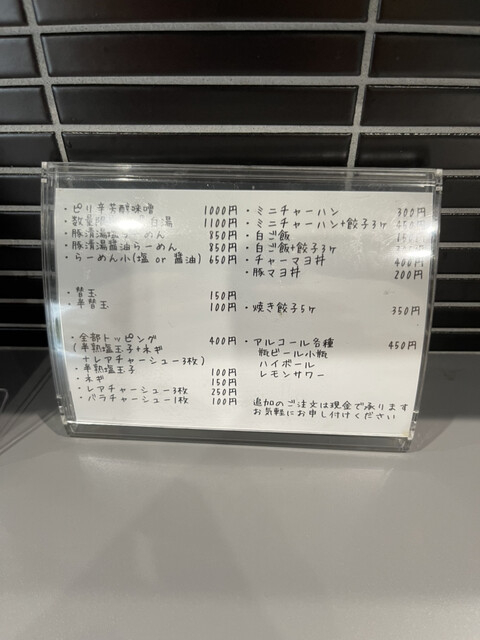 ・ピリ辛芙酸味噌 1000円
・数量限 白湯 1100円
・豚清湯塩 めん 850円
・豚清湯醤油らーめん 850円
・らーめん小(塩 or 醤油) 650円
・替玉 150円
・半替玉 100円
・全部トッピング 400円
(半熟塩玉子+ネギ
+レアチャーシュー3枚)
・半熟塩玉子 100円
・ネギ 150円
・レアチャーシュー3枚 250円
・バラチャーシュー1枚 100円
・ミニチャーハン 300円
・ミニチャーハン+餃子3ヶ
・白ご飯
・白ご飯+餃子3ヶ
・チャーマヨ丼 400円
・豚マヨ丼 200円
・焼き餃子5ヶ 350円
・アルコール各種 450円
瓶ビール小瓶
ハイボール
レモンサワー
追加のご注文は現金で承ります
お気軽にお申し付けください